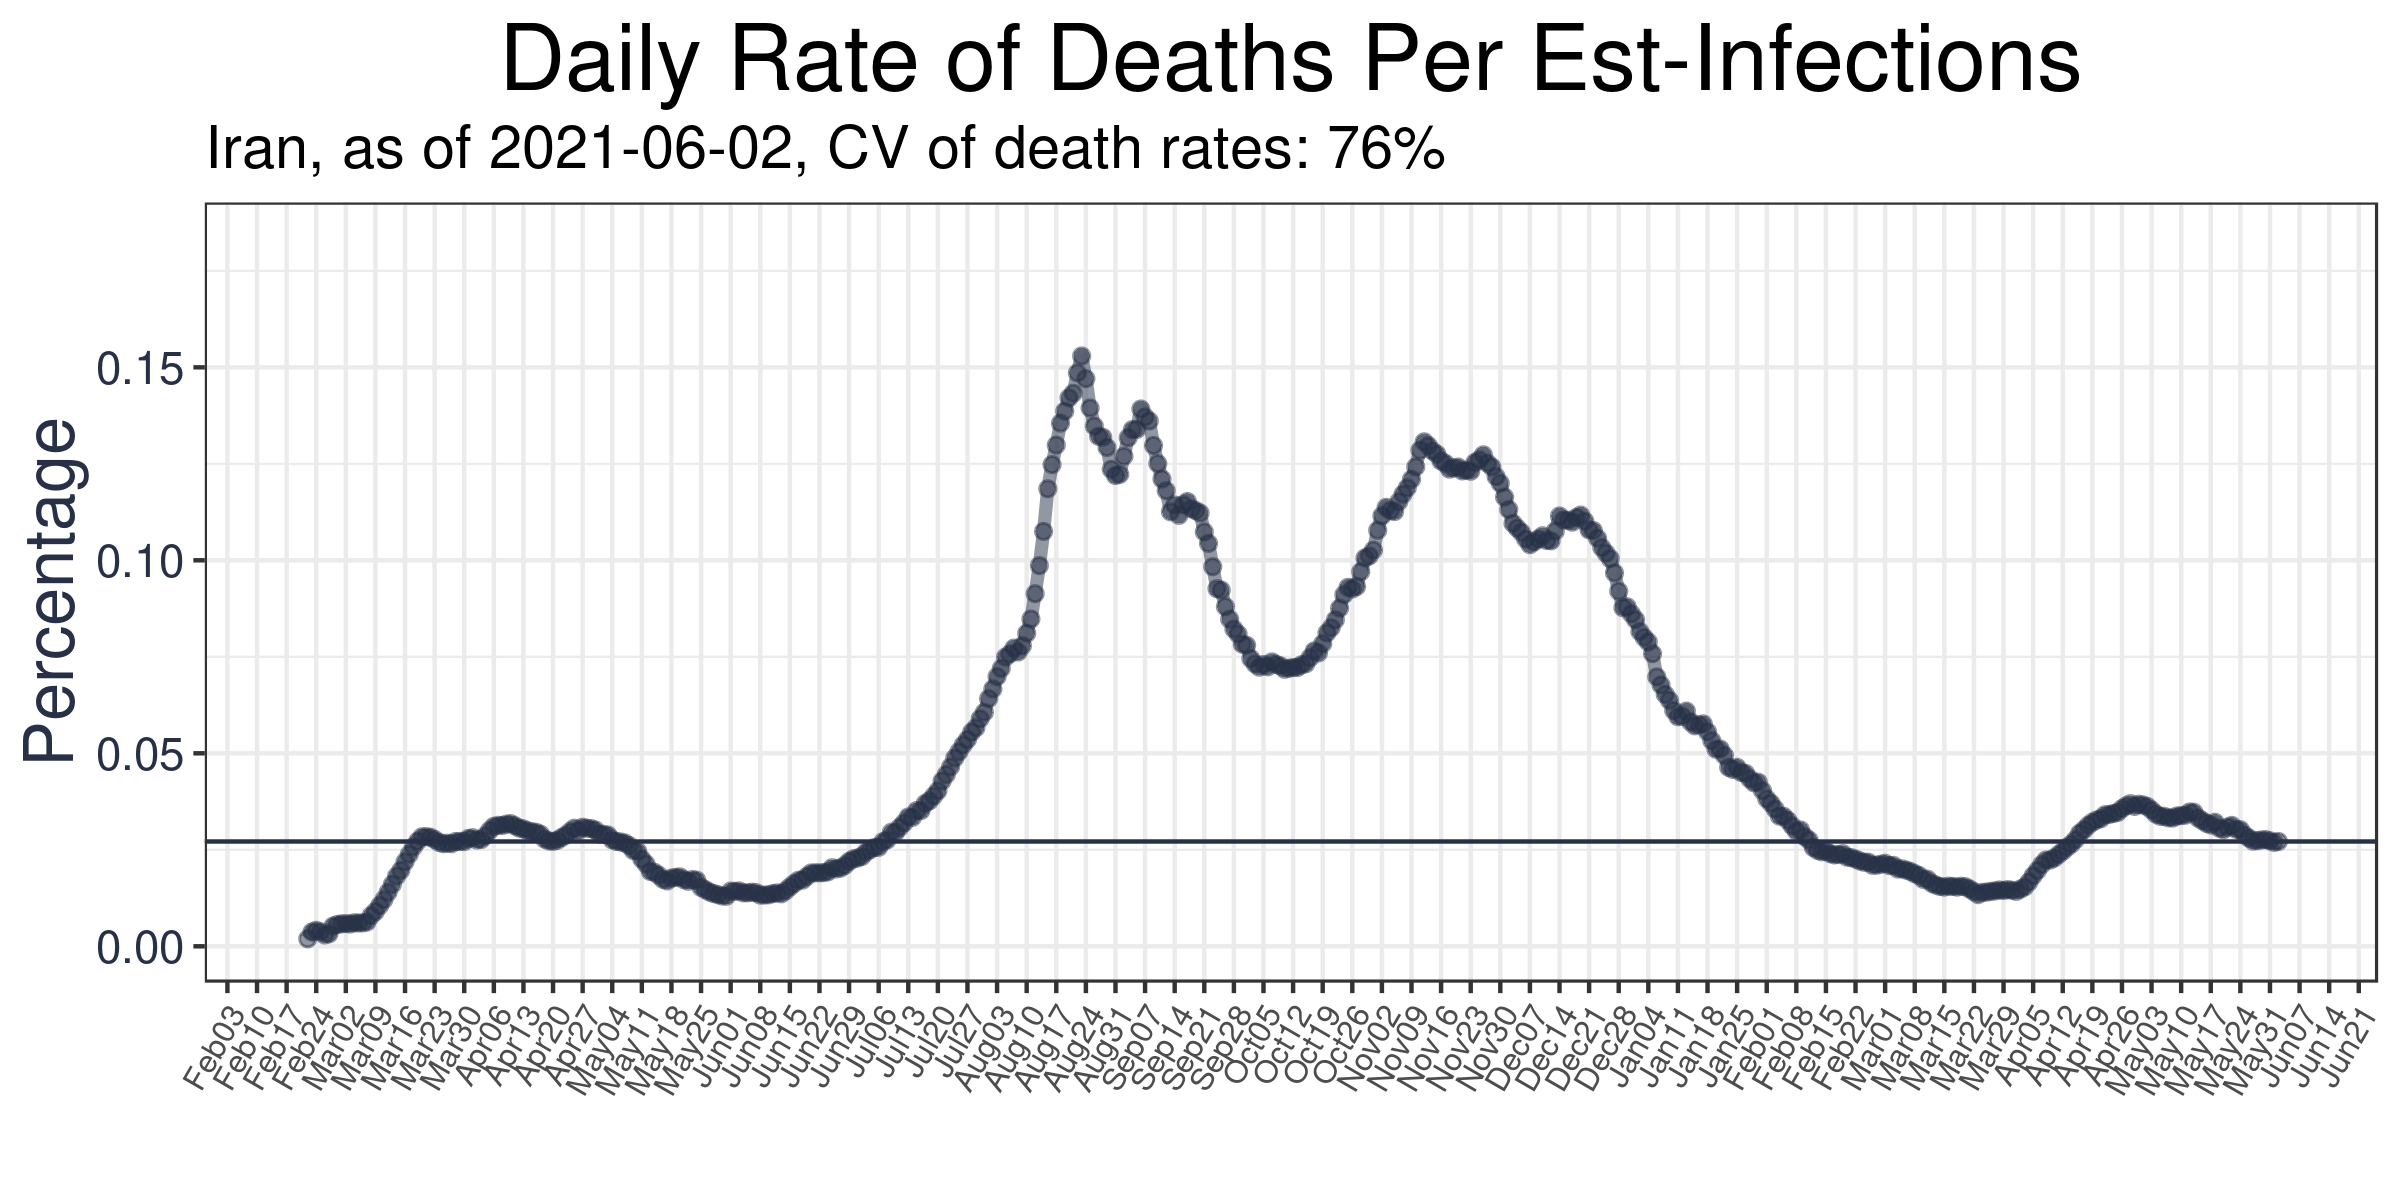 Daily Rate of Deaths Per Est-Infections
Iran, as of 2021-06-02, CV of death rates: 76%
Percentage
0.15
0.10
0.05
0.00
Feb03
Feb10
Feb17
Feb24
Mar02
Mar09
Mar16
Mar23
Mar30
Apr06
Apr13
Apr20
Apr27
May04
May11
May18
May25
Jun01
Jun08
Jun15
Jun22
Jun29
Jul06
Jul13
Jul20
Jul27
Aug03
Aug10
Aug17
Aug24
Aug31
Sep07
Sep14
Sep21
Sep28
Oct05
Oct12
Oct19
Oct26
Nov02
Nov09
Nov16
Nov23
Nov30
Dec07
Dec14
Dec21
Dec28
Jan04
Jan11
Jan18
Jan25
Feb01
Feb08
Feb15
Feb22
Mar01
Mar08
Mar15
Mar22
Mar29
Apr05
Apr12
Apr19
Apr26
May03
May10
May17
May24
May31
Jun07
Jun14
Jun21